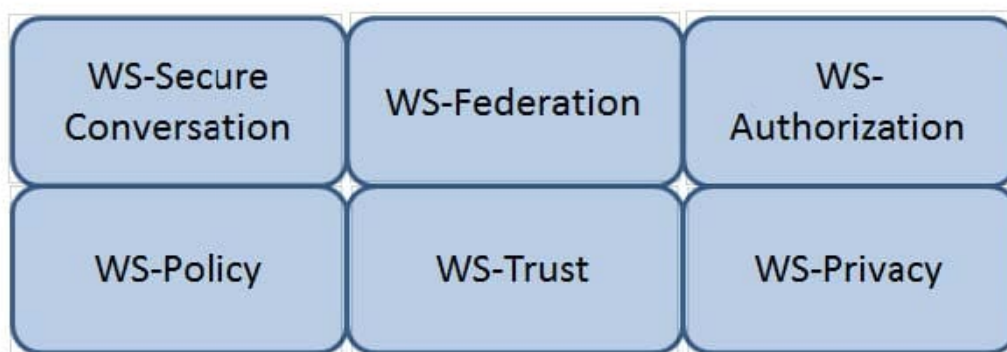 WS-Secure
Conversation
WS-Federation
WS-
Authorization
WS-Policy
WS-Trust
WS-Privacy